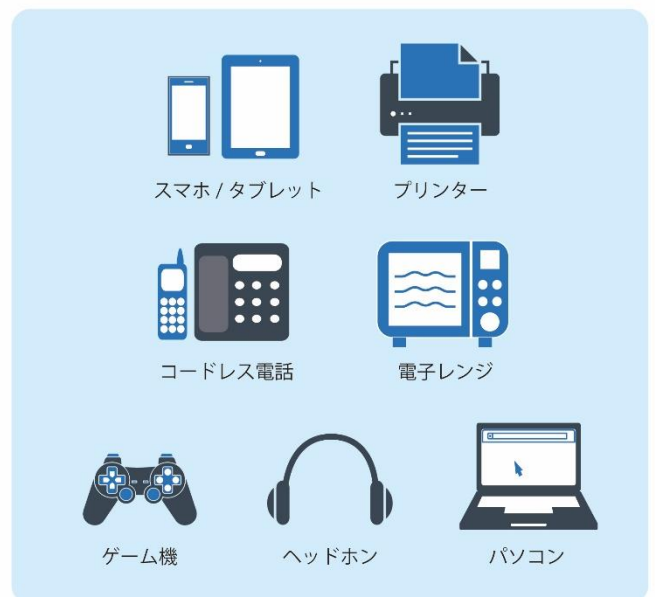 スマホ / タブレット
プリンター
コードレス電話
電子レンジ
ゲーム機
ヘッドホン
パソコン